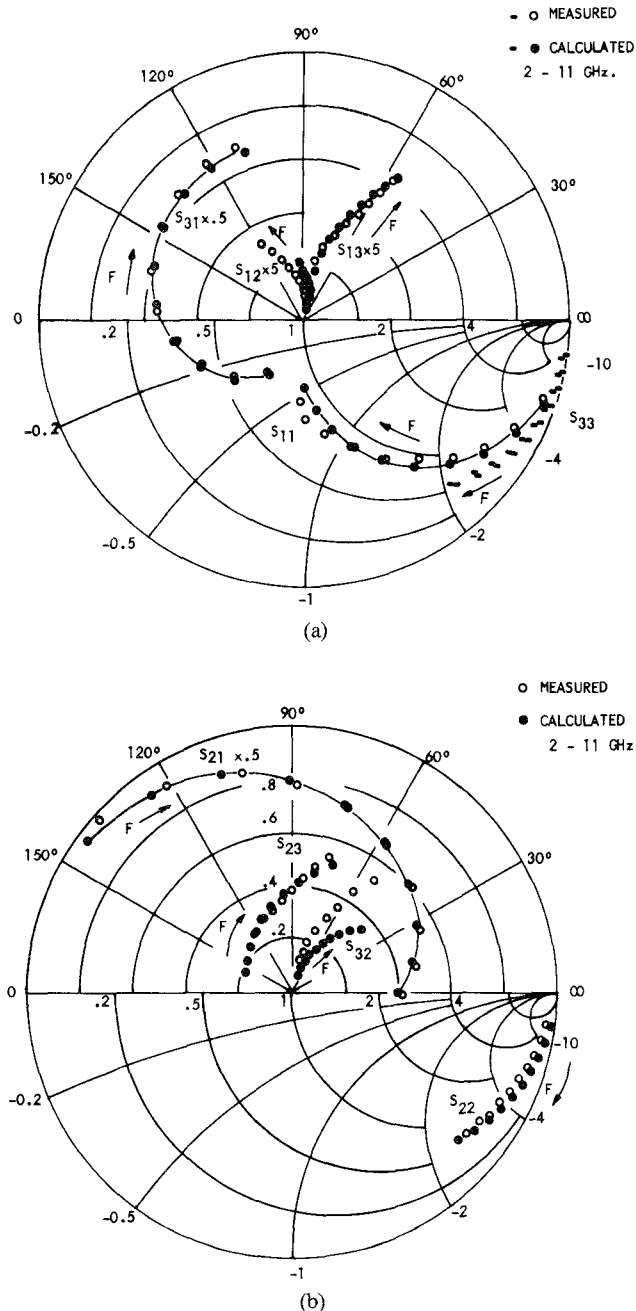 - ○ MEASURED
- ● CALCULATED
2 - 11 GHz.
90°
120°
60°
150°
30°
S31×.5
F
S12×5
F
S13×5
F
F
0
.2
.5
1
2
4
∞
-10
S33
S11
F
-4
F
-0.2
-2
-0.5
-1
(a)
○ MEASURED
● CALCULATED
2 - 11 GHz
90°
120°
60°
S21 ×.5
.8
F
.6
150°
S23
30°
.4
F
.2
S32
F
0
.2
.5
1
2
4
∞
-10
S22
F
-4
-0.2
-2
-0.5
-1
(b)